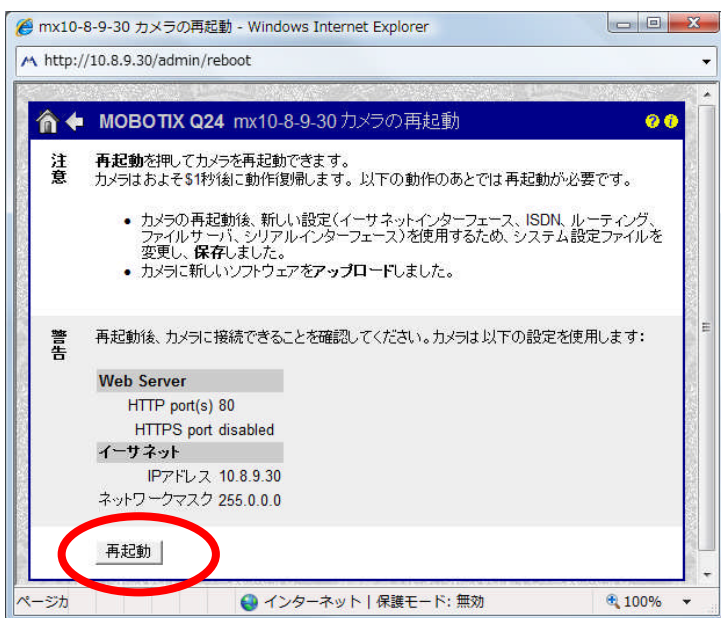 mx10-8-9-30 カメラの再起動 - Windows Internet Explorer
http://10.8.9.30/admin/reboot
MOBOTIX Q24 mx10-8-9-30 カメラの再起動
注意
再起動を押してカメラを再起動できます。
カメラはおよそ$1秒後に動作復帰します。以下の動作のあとでは再起動が必要です。
• カメラの再起動後、新しい設定(イーサネットインターフェース、ISDN、ルーティング、
ファイルサーバ、シリアルインターフェース)を使用するため、システム設定ファイルを
変更し、保存しました。
• カメラに新しいソフトウェアをアップロードしました。
警告
再起動後、カメラに接続できることを確認してください。カメラは以下の設定を使用します:
Web Server
HTTP port(s) 80
HTTPS port disabled
イーサネット
IPアドレス 10.8.9.30
ネットワークマスク 255.0.0.0
再起動
ページカ
インターネット | 保護モード: 無効
100%